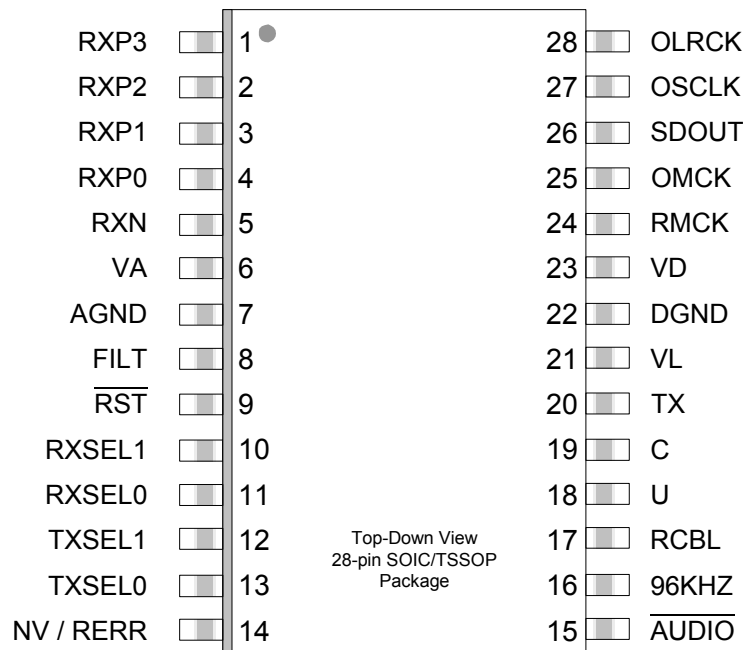 RXP3 1 28 OLRCK
RXP2 2 27 OSCLK
RXP1 3 26 SDOUT
RXP0 4 25 OMCK
RXN 5 24 RMCK
VA 6 23 VD
AGND 7 22 DGND
FILT 8 21 VL
RST 9 20 TX
RXSEL1 10 19 C
RXSEL0 11 18 U
TXSEL1 12 17 RCBL
TXSEL0 13 16 96KHZ
NV / RERR 14 15 AUDIO
Top-Down View
28-pin SOIC/TSSOP
Package